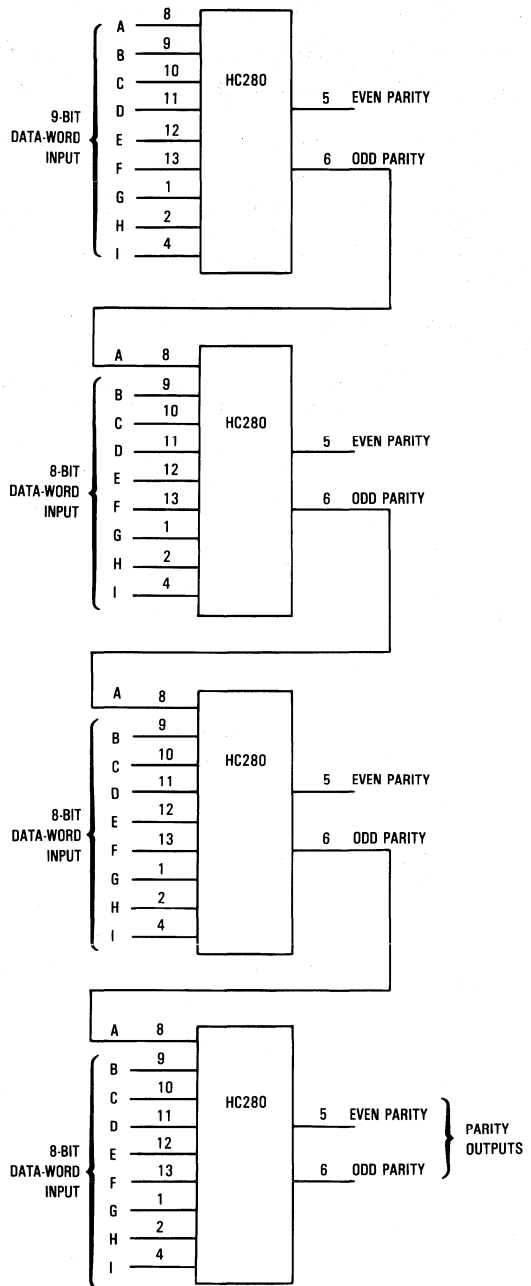 A 8
B 9
C 10
HC280
D 11
5 EVEN PARITY
9-BIT
DATA-WORD
INPUT
E 12
F 13
6 ODD PARITY
G 1
H 2
I 4
A 8
B 9
C 10
HC280
D 11
5 EVEN PARITY
8-BIT
DATA-WORD
INPUT
E 12
F 13
6 ODD PARITY
G 1
H 2
I 4
A 8
B 9
C 10
HC280
D 11
5 EVEN PARITY
8-BIT
DATA-WORD
INPUT
E 12
F 13
6 ODD PARITY
G 1
H 2
I 4
A 8
B 9
C 10
HC280
D 11
5 EVEN PARITY
PARITY
OUTPUTS
8-BIT
DATA-WORD
INPUT
E 12
F 13
6 ODD PARITY
G 1
H 2
I 4